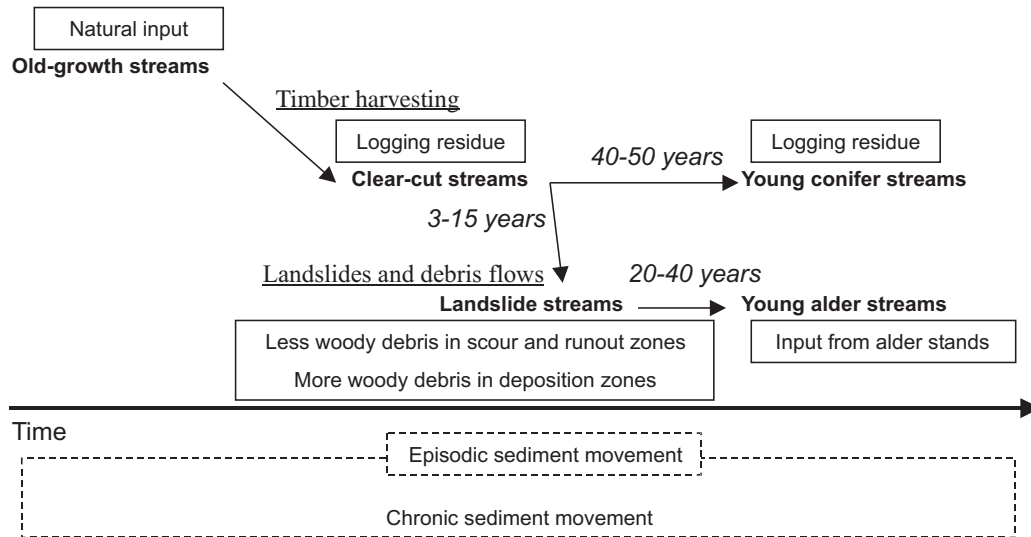 Natural input
Old-growth streams
Timber harvesting
Logging residue
Clear-cut streams
40-50 years
Logging residue
Young conifer streams
3-15 years
Landslides and debris flows
20-40 years
Landslide streams
Young alder streams
Less woody debris in scour and runout zones
More woody debris in deposition zones
Input from alder stands
Time
Episodic sediment movement
Chronic sediment movement